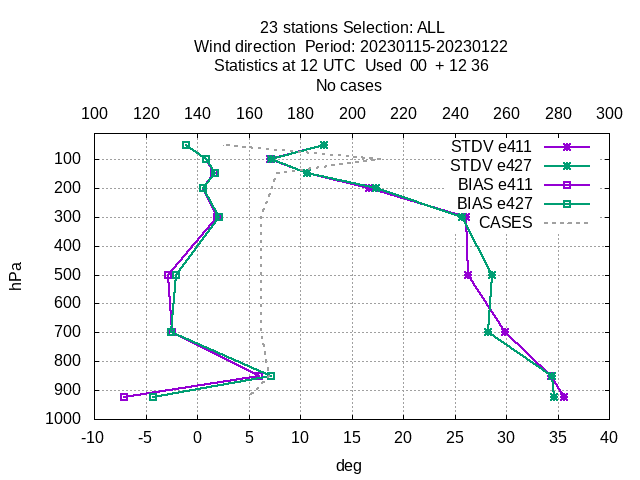 23 stations Selection: ALL
Wind direction  Period: 20230115-20230122
Statistics at 12 UTC  Used  00  + 12 36
No cases
100 120 140 160 180 200 220 240 260 280 300
STDV e411
STDV e427
BIAS e411
BIAS e427
CASES
hPa
100
200
300
400
500
600
700
800
900
1000
-10 -5 0 5 10 15 20 25 30 35 40
deg